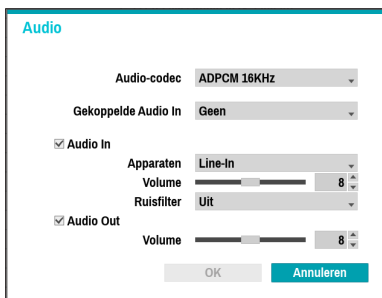 Audio
Audio-codec ADPCM 16KHz
Gekoppelde Audio In Geen
Audio In
Apparaten Line-In
Volume 8
Ruisfilter Uit
Audio Out
Volume 8
OK Annuleren